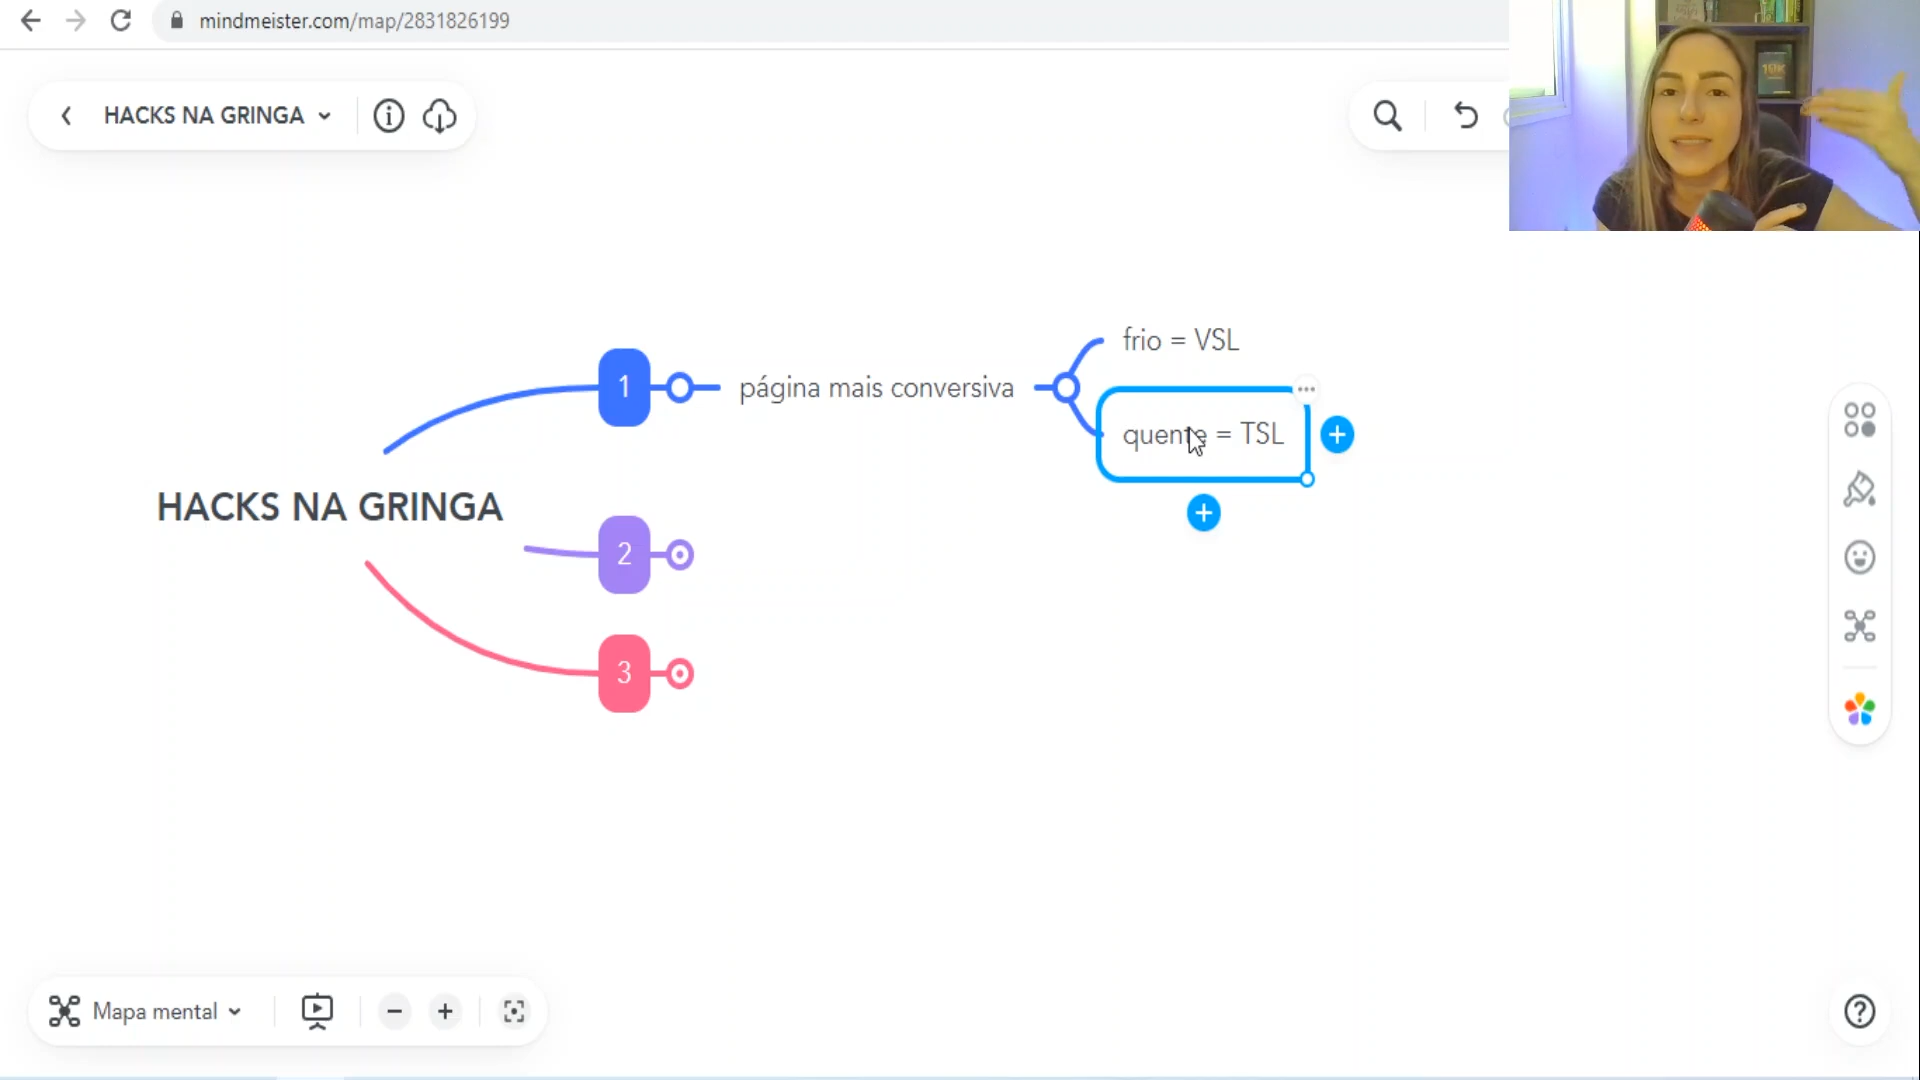 mindmeister.com/map/2831826199
HACKS NA GRINGA
10K
frio = VSL
1
página mais conversiva
quente = TSL
HACKS NA GRINGA
2
3
Mapa mental